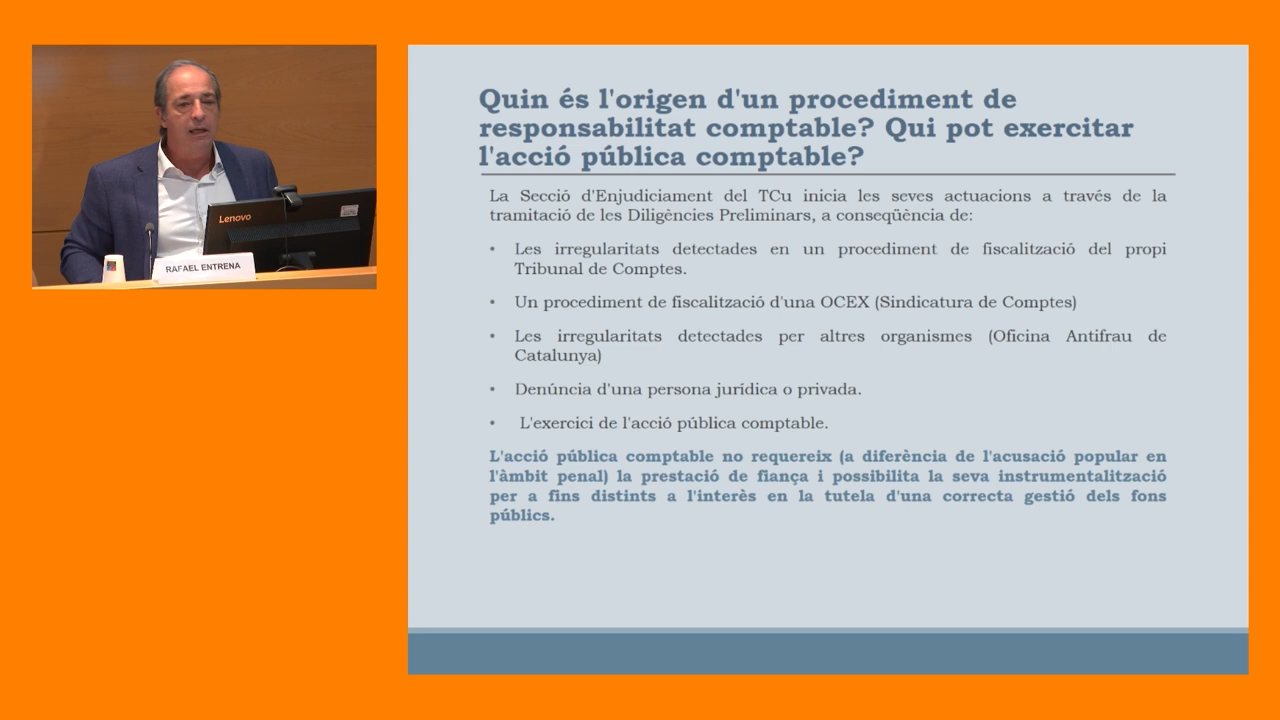 Lenovo
RAFAEL ENTRENA
Quin és l'origen d'un procediment de
responsabilitat comptable? Qui pot exercitar
l'acció pública comptable?
La Secció d'Enjudiciament del TCu inicia les seves actuacions a través de la
tramitació de les Diligències Preliminars, a conseqüència de:
• Les irregularitats detectades en un procediment de fiscalització del propi
Tribunal de Comptes.
• Un procediment de fiscalització d'una OCEX (Sindicatura de Comptes)
• Les irregularitats detectades per altres organismes (Oficina Antifrau de
Catalunya)
• Denúncia d'una persona jurídica o privada.
• L'exercici de l'acció pública comptable.
L'acció pública comptable no requereix (a diferència de l'acusació popular en
l'àmbit penal) la prestació de fiança i possibilita la seva instrumentalització
per a fins distints a l'interès en la tutela d'una correcta gestió dels fons
públics.